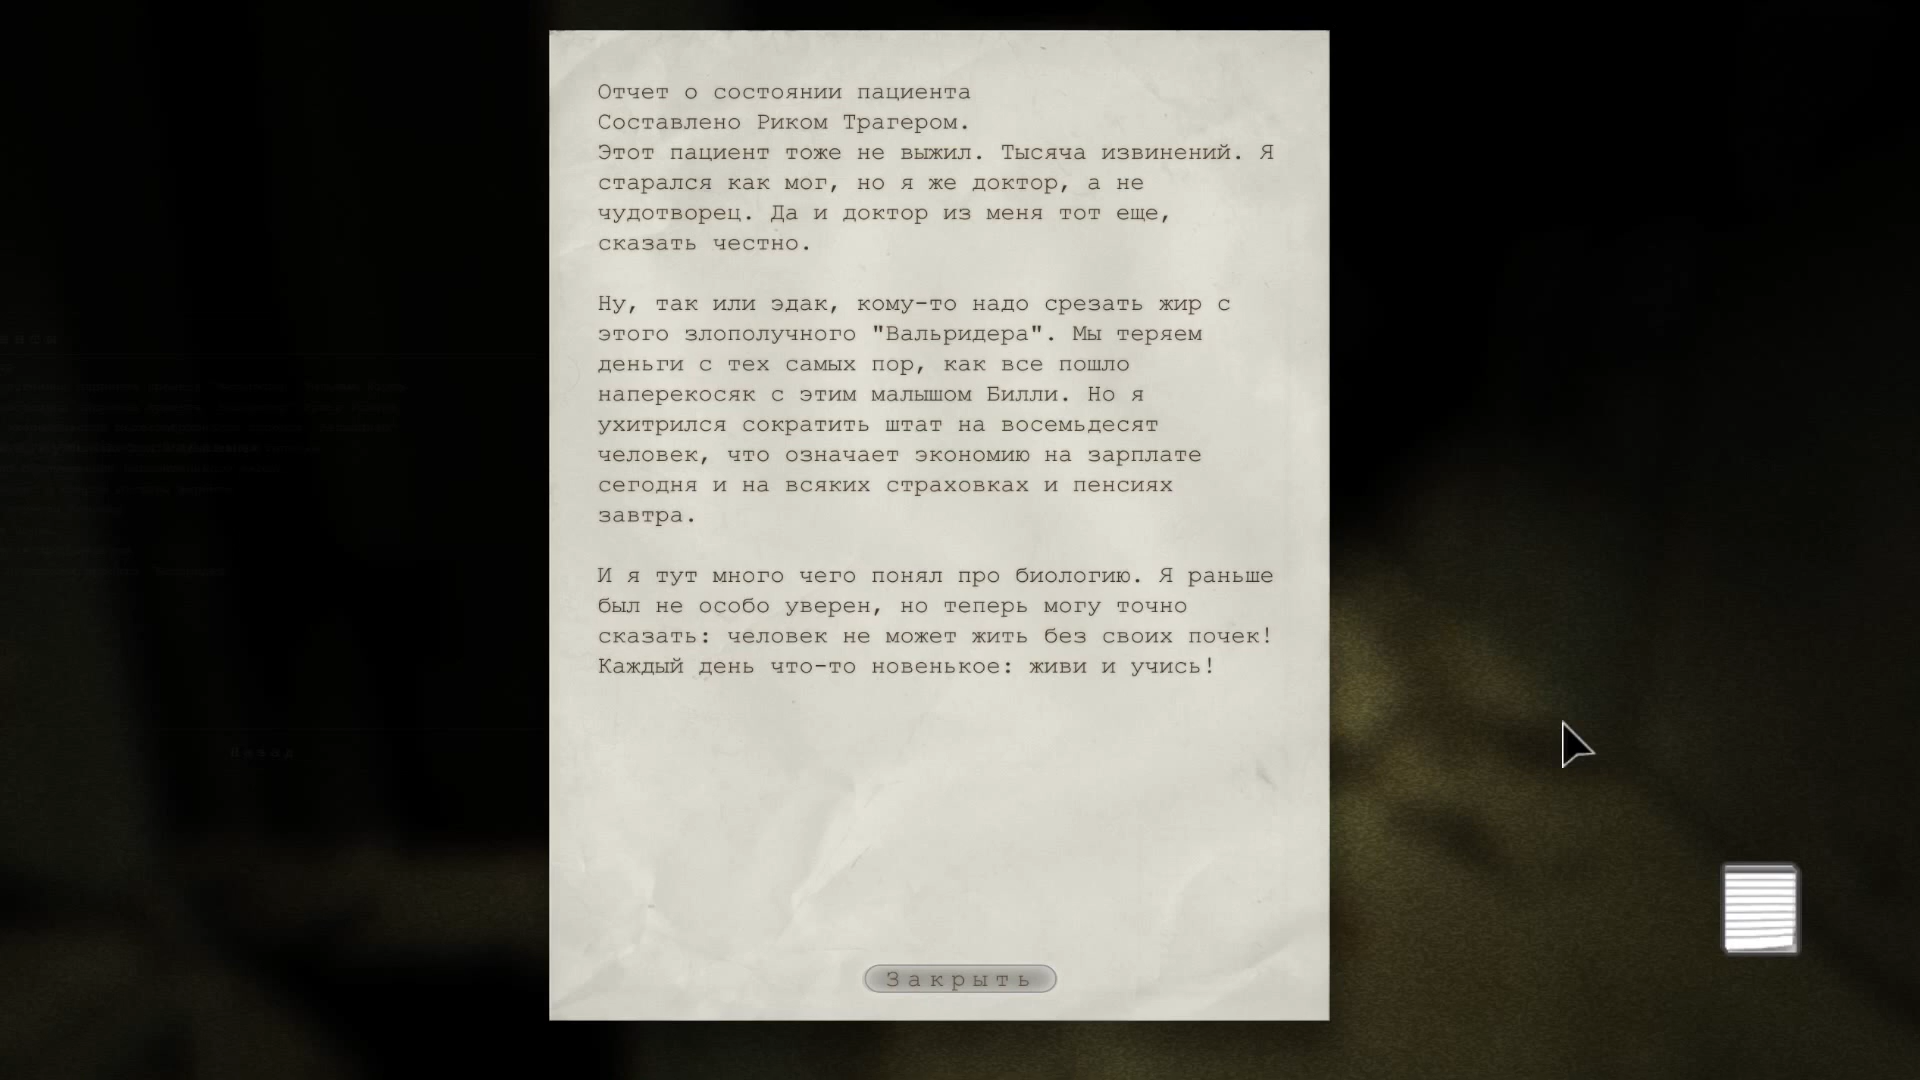 Отчет о состоянии пациента
Составлено Риком Трагером.
Этот пациент тоже не выжил. Тысяча извинений. Я
старался как мог, но я же доктор, а не
чудотворец. Да и доктор из меня тот еще,
сказать честно.
Ну, так или эдак, кому-то надо срезать жир с
этого злополучного "Вальридера". Мы теряем
деньги с тех самых пор, как все пошло
наперекосяк с этим малышом Билли. Но я
ухитрился сократить штат на восемьдесят
человек, что означает экономию на зарплате
сегодня и на всяких страховках и пенсиях
завтра.
И я тут много чего понял про биологию. Я раньше
был не особо уверен, но теперь могу точно
сказать: человек не может жить без своих почек!
Каждый день что-то новенькое: живи и учись!
Назад
Закрыть